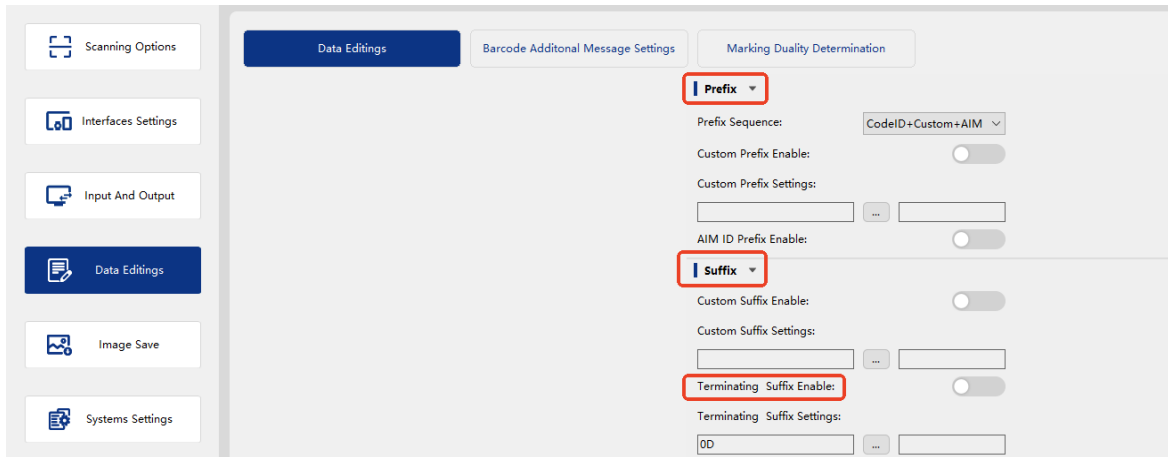 Scanning Options
Interfaces Settings
Input And Output
Data Editings
Image Save
Systems Settings
Data Editings
Barcode Additonal Message Settings
Marking Duality Determination
Prefix
Prefix Sequence:
CodeID+Custom+AIM
Custom Prefix Enable:
Custom Prefix Settings:
...
AIM ID Prefix Enable:
Suffix
Custom Suffix Enable:
Custom Suffix Settings:
...
Terminating Suffix Enable:
Terminating Suffix Settings:
0D
...